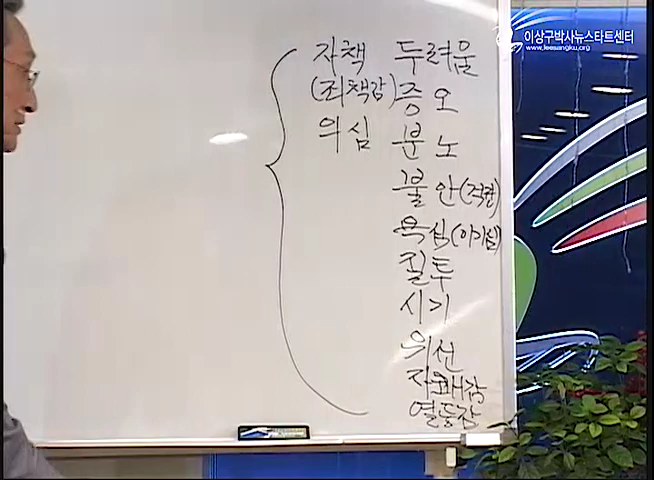 이상구박사뉴스타트센터
www.leesangku.org
자책 두려움
(죄책감) 증오
의심 분노
불안(걱정)
욕심(이기심)
질투
시기
위선
자폐감
열등감